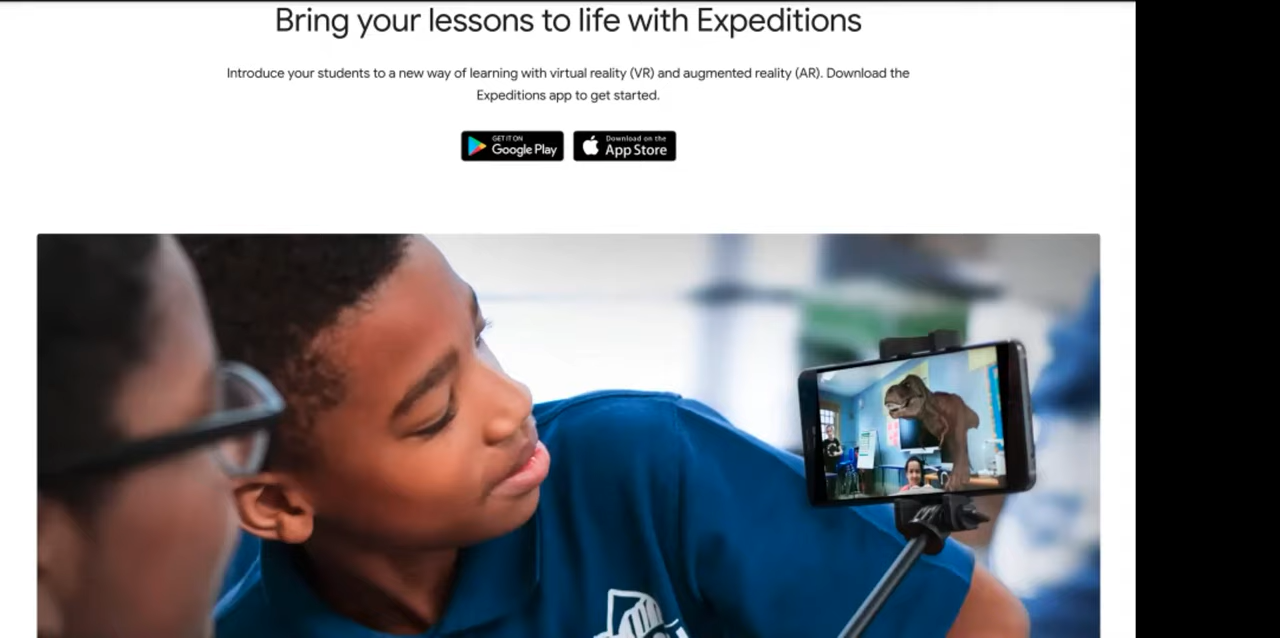 Bring your lessons to life with Expeditions
Introduce your students to a new way of learning with virtual reality (VR) and augmented reality (AR). Download the
Expeditions app to get started.
GET IT ON
Google Play
Download on the
App Store